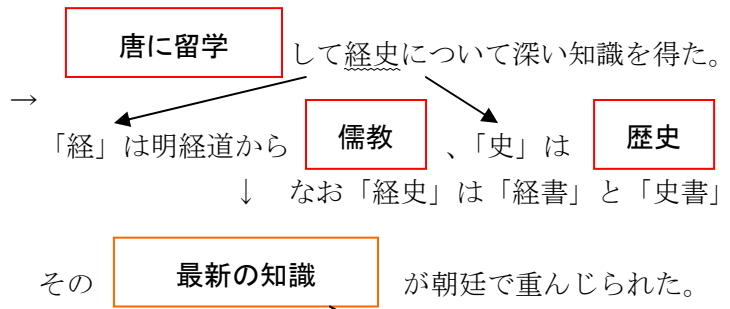 唐に留学 して経史について深い知識を得た。
→
「経」は明経道から 儒教 、「史」は 歴史
↓ なお「経史」は「経書」と「史書」
その 最新の知識 が朝廷で重んじられた。